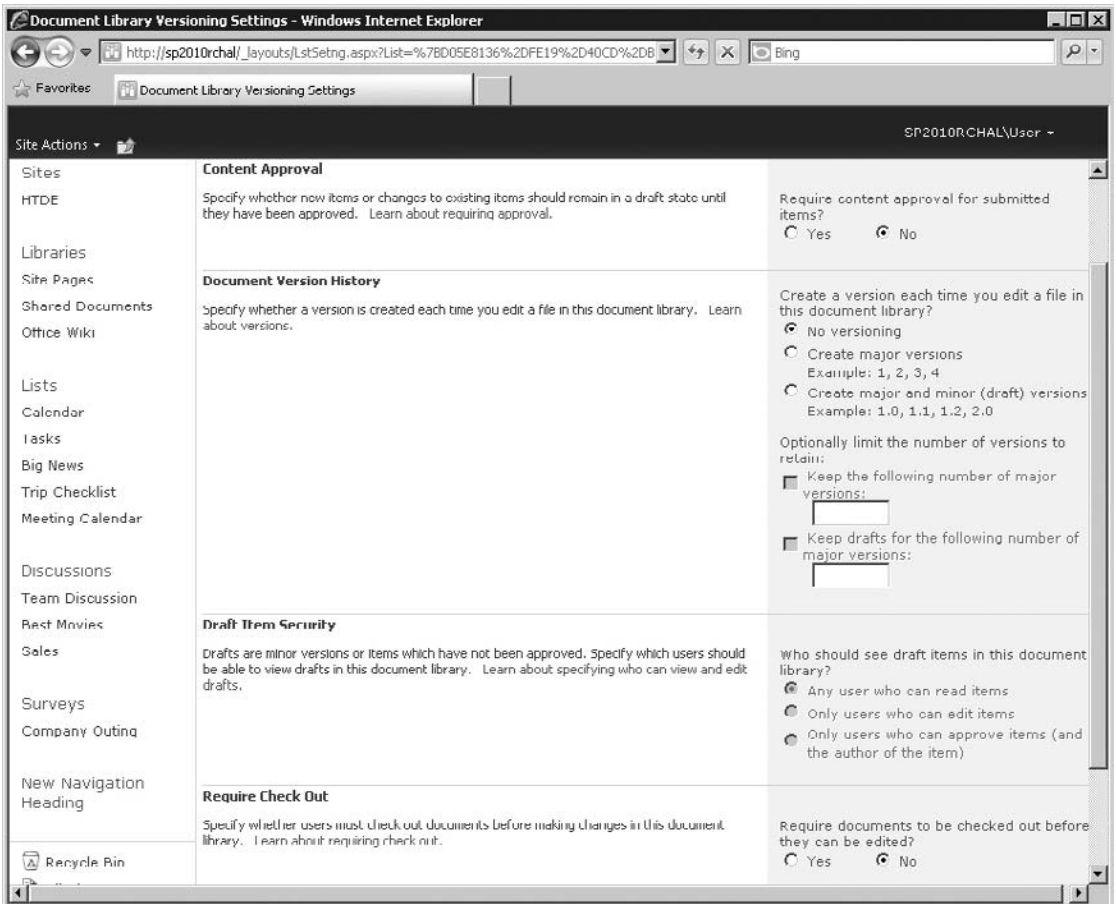 Document Library Versioning Settings - Windows Internet Explorer
http://sp2010rchal/_layouts/LstSetng.aspx?List=%7BD05E8136%2DFE19%2D40CD%2DB
Bing
Favorites
Document Library Versioning Settings
SP2010RCHAL\User
Site Actions
Sites
HTDE
Libraries
Site Pages
Shared Documents
Office Wiki
Lists
Calendar
Tasks
Big News
Trip Checklist
Meeting Calendar
Discussions
Team Discussion
Best Movies
Sales
Surveys
Company Outing
New Navigation
Heading
Recycle Bin
Content Approval
Specify whether new items or changes to existing items should remain in a draft state until
they have been approved. Learn about requiring approval.
Require content approval for submitted
items?
Yes No
Document Version History
Specify whether a version is created each time you edit a file in this document library. Learn
about versions.
Create a version each time you edit a file in
this document library?
No versioning
Create major versions
Example: 1, 2, 3, 4
Create major and minor (draft) versions
Example: 1.0, 1.1, 1.2, 2.0
Optionally limit the number of versions to
retain:
Keep the following number of major
versions:
Keep drafts for the following number of
major versions:
Draft Item Security
Drafts are minor versions or items which have not been approved. Specify which users should
be able to view drafts in this document library. Learn about specifying who can view and edit
drafts.
Who should see draft items in this document
library?
Any user who can read items
Only users who can edit items
Only users who can approve items (and
the author of the item)
Require Check Out
Specify whether users must check out documents before making changes in this document
library. Learn about requiring check out.
Require documents to be checked out before
they can be edited?
Yes No